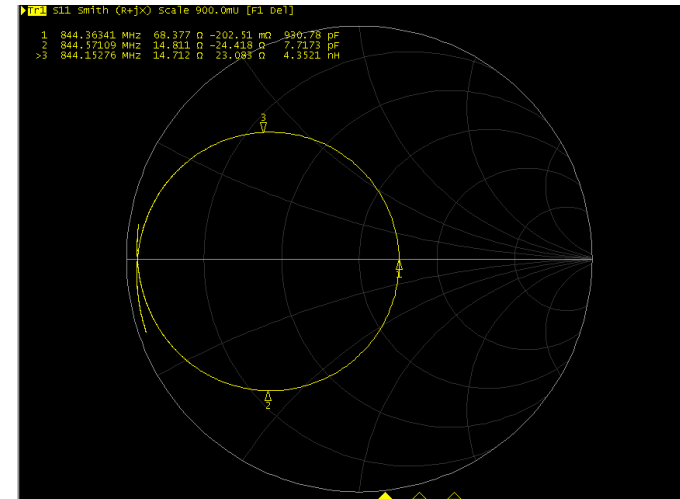 ▶Tr1 S11 Smith (R+jX) Scale 900.0mU [F1 Del]
1 844.36341 MHz 68.377 Ω -202.51 mΩ 930.78 pF
2 844.57109 MHz 14.811 Ω -24.418 Ω 7.7173 pF
>3 844.15276 MHz 14.712 Ω 23.083 Ω 4.3521 nH
3
1
2